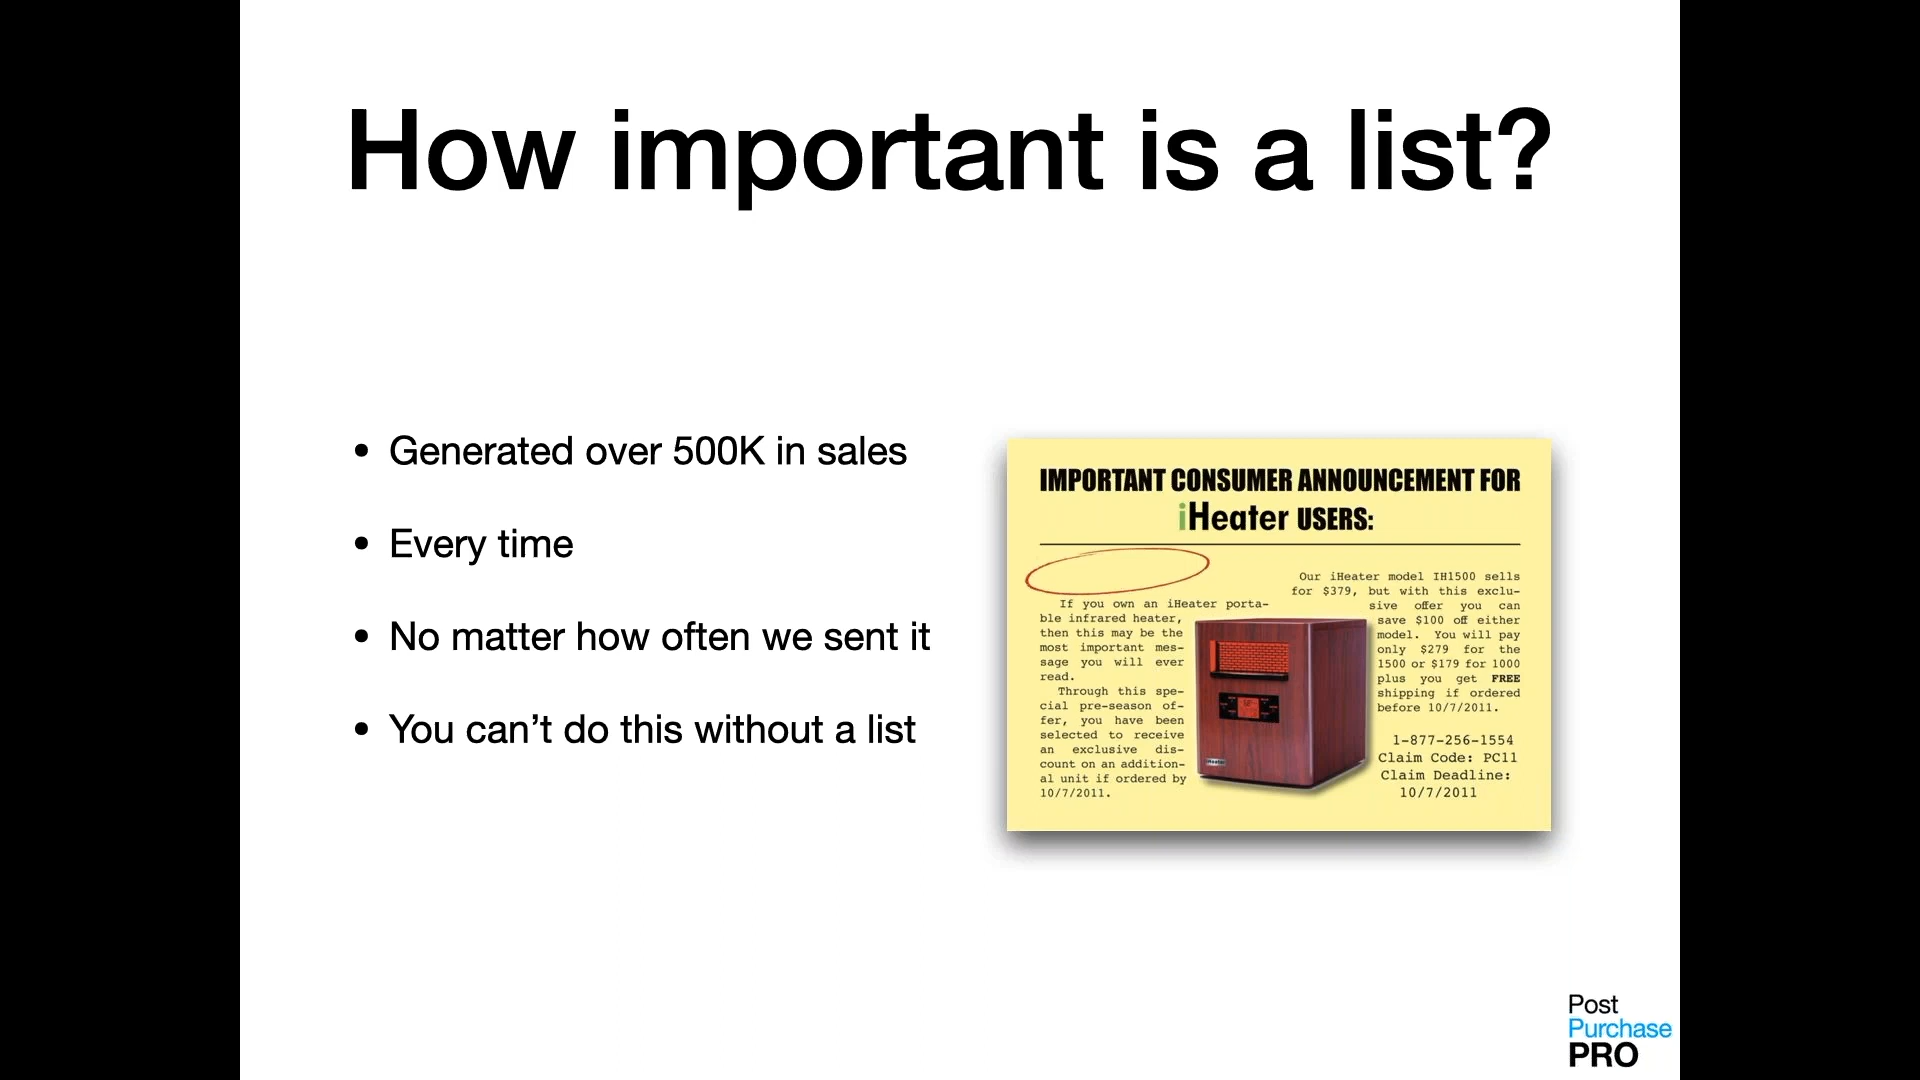 How important is a list?
• Generated over 500K in sales
• Every time
• No matter how often we sent it
• You can’t do this without a list
IMPORTANT CONSUMER ANNOUNCEMENT FOR
iHeater USERS:
If you own an iHeater porta-
ble infrared heater,
then this may be the
most important mes-
sage you will ever
read.
Through this spe-
cial pre-season of-
fer, you have been
selected to receive
an exclusive dis-
count on an addition-
al unit if ordered by
10/7/2011.
Our iHeater model IH1500 sells
for $379, but with this exclu-
sive offer you can
save $100 off either
model. You will pay
only $279 for the
1500 or $179 for 1000
plus you get FREE
shipping if ordered
before 10/7/2011.
1-877-256-1554
Claim Code: PC11
Claim Deadline:
10/7/2011
iHeater
Post
Purchase
PRO